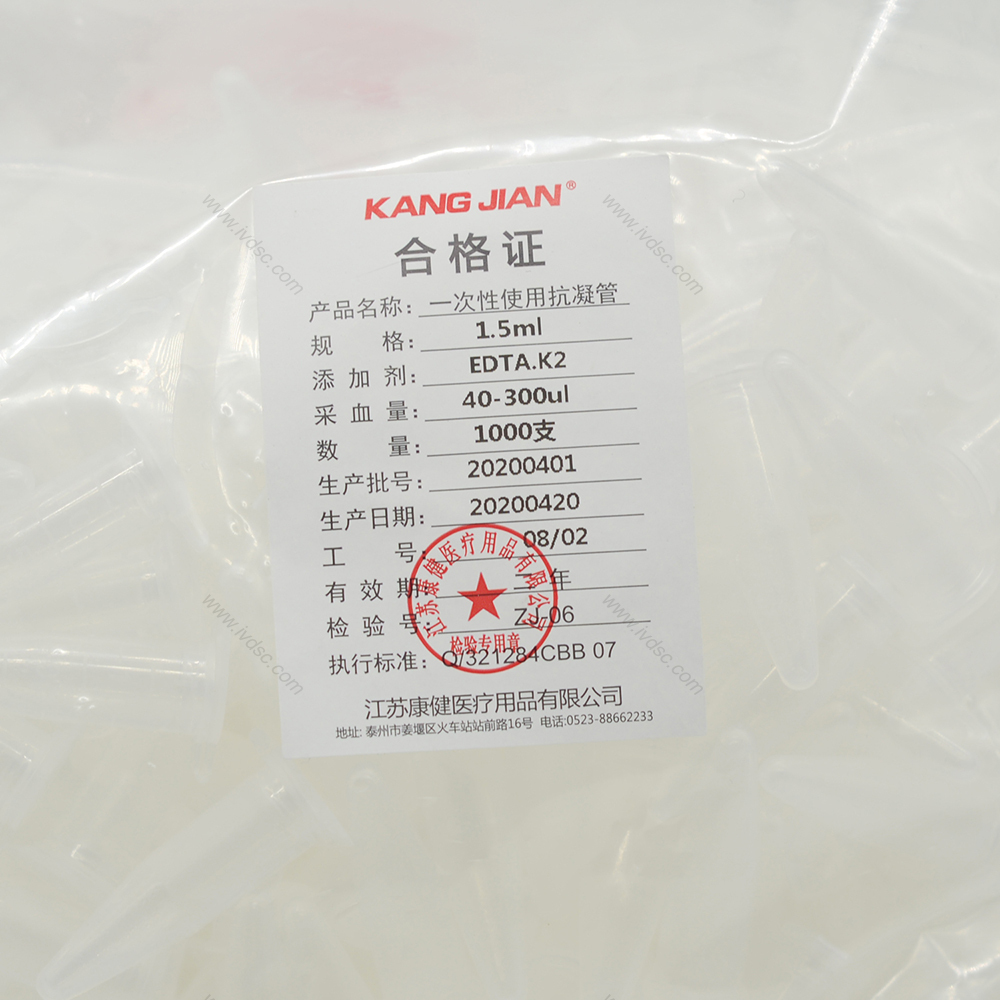 KANG JIAN®
合格证
产品名称：一次性使用抗凝管
规 格：1.5ml
添加剂：EDTA.K2
采血量：40-300ul
数 量：1000支
生产批号：20200401
生产日期：20200420
工 号：08/02
有效期：年
检验号：ZJ 06
执行标准：Q/321284CBB 07
江苏康健医疗用品有限公司
检验专用章
江苏康健医疗用品有限公司
地址: 泰州市姜堰区火车站站前路16号 电话:0523-88662233
www.ivdsc.com
www.ivdsc.com
www.ivdsc.com
www.ivdsc.com